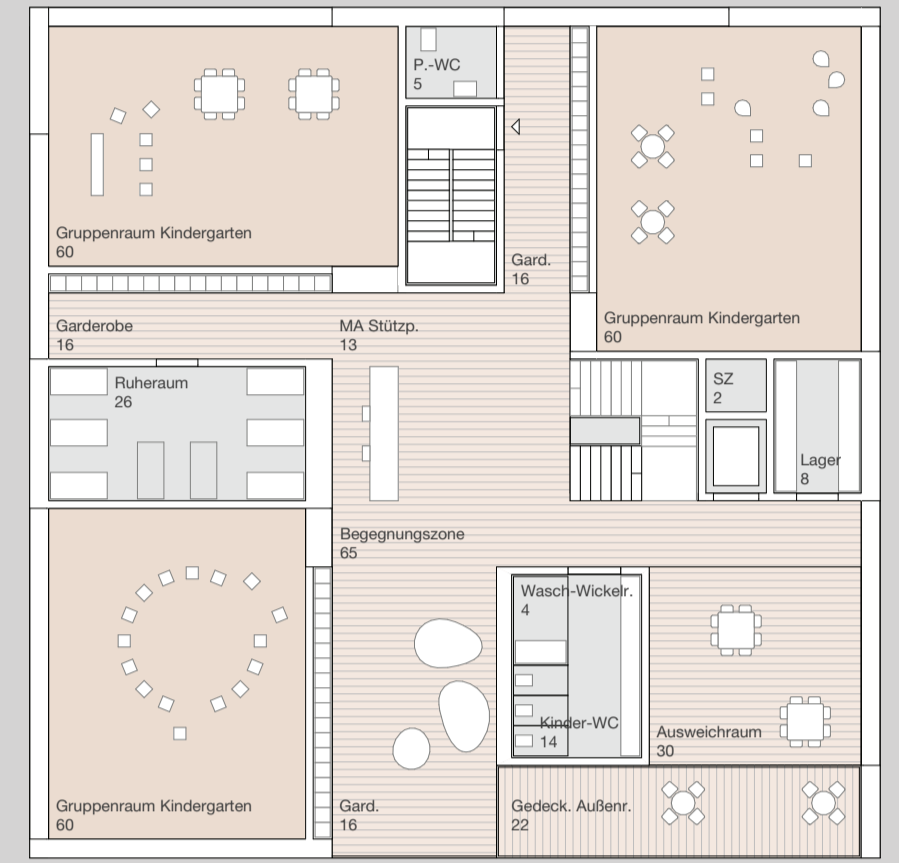 P.-WC
5
Gruppenraum Kindergarten
60
Gard.
16
Gruppenraum Kindergarten
60
Garderobe
16
MA Stützp.
13
Ruheraum
26
SZ
2
Lager
8
Begegnungszone
65
Wasch-Wickelr.
4
Kinder-WC
14
Ausweichraum
30
Gruppenraum Kindergarten
60
Gard.
16
Gedeck. Außenr.
22